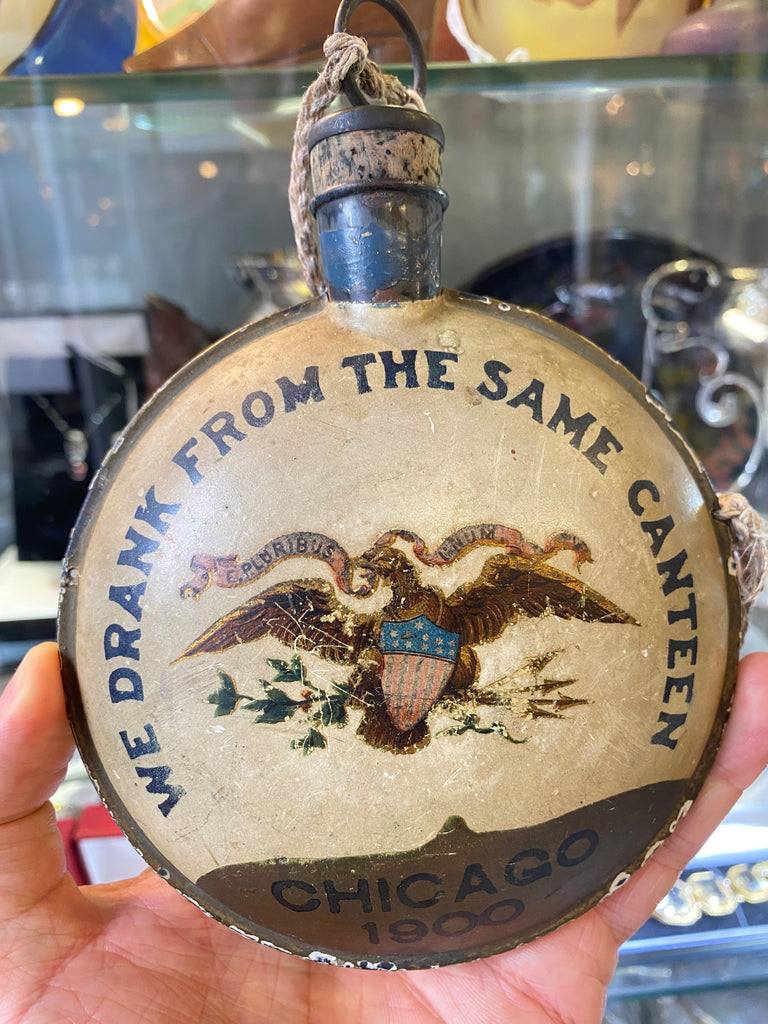 WE DRANK FROM THE SAME CANTEEN
E PLURIBUS UNUM
CHICAGO
1900